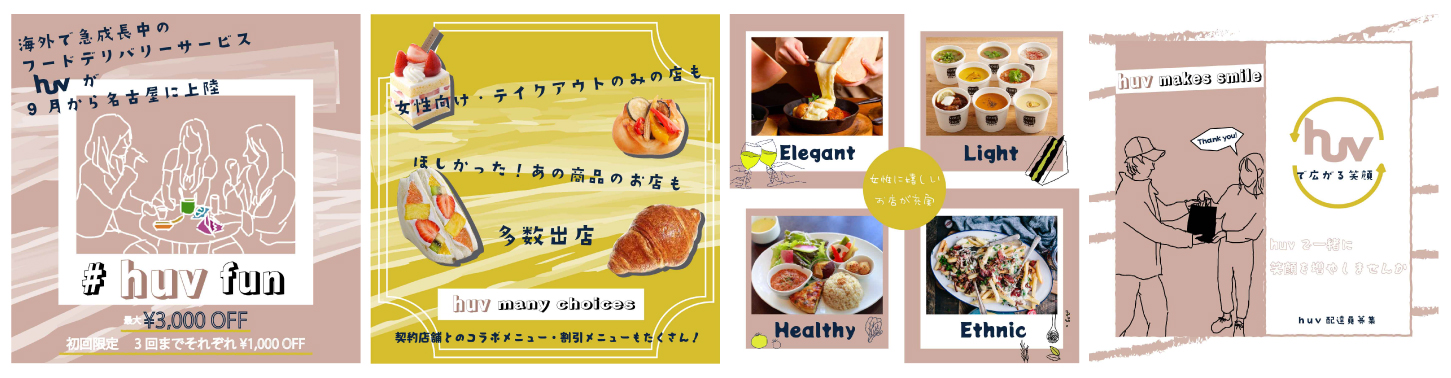 海外で急成長中の
フードデリバリーサービス
huv が
9月から名古屋に上陸
# huv fun
最大¥3,000 OFF
初回限定 3回までそれぞれ¥1,000 OFF
女性向け・テイクアウトのみの店も
ほしかった！あの商品のお店も
多数出店
huv many choices
契約店舗とのコラボメニュー・割引メニューもたくさん！
Elegant
Light
女性に嬉しい
お店が充実
Healthy
Ethnic
huv makes smile
Thank you!
huv
で広がる笑顔
huv で一緒に
笑顔を増やしませんか
huv 配達員募集